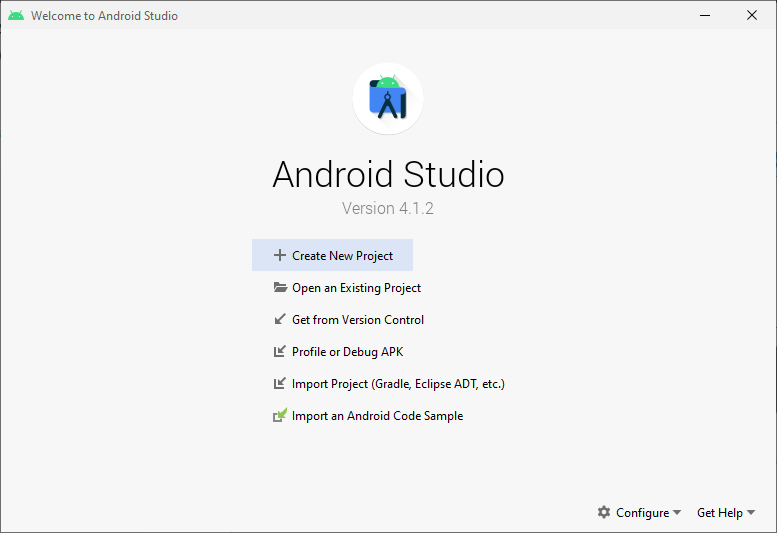 Welcome to Android Studio
Android Studio
Version 4.1.2
Create New Project
Open an Existing Project
Get from Version Control
Profile or Debug APK
Import Project (Gradle, Eclipse ADT, etc.)
Import an Android Code Sample
Configure Get Help